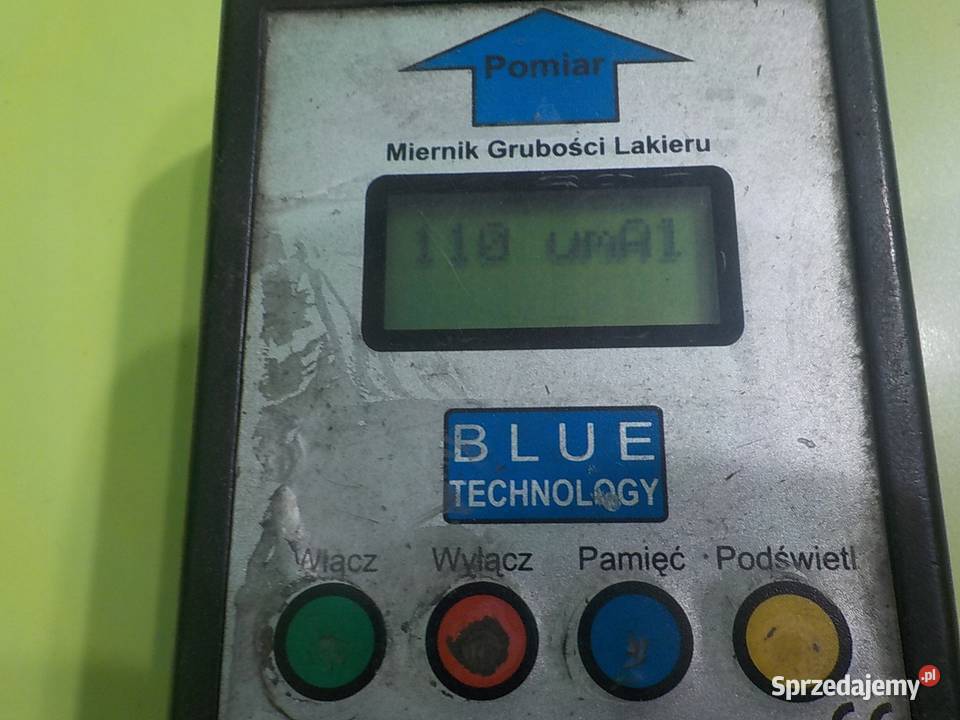 Pomiar
Miernik Grubości Lakieru
110 umAl
BLUE
TECHNOLOGY
Włącz Wyłącz Pamięć Podświetl
Sprzedajemy.pl